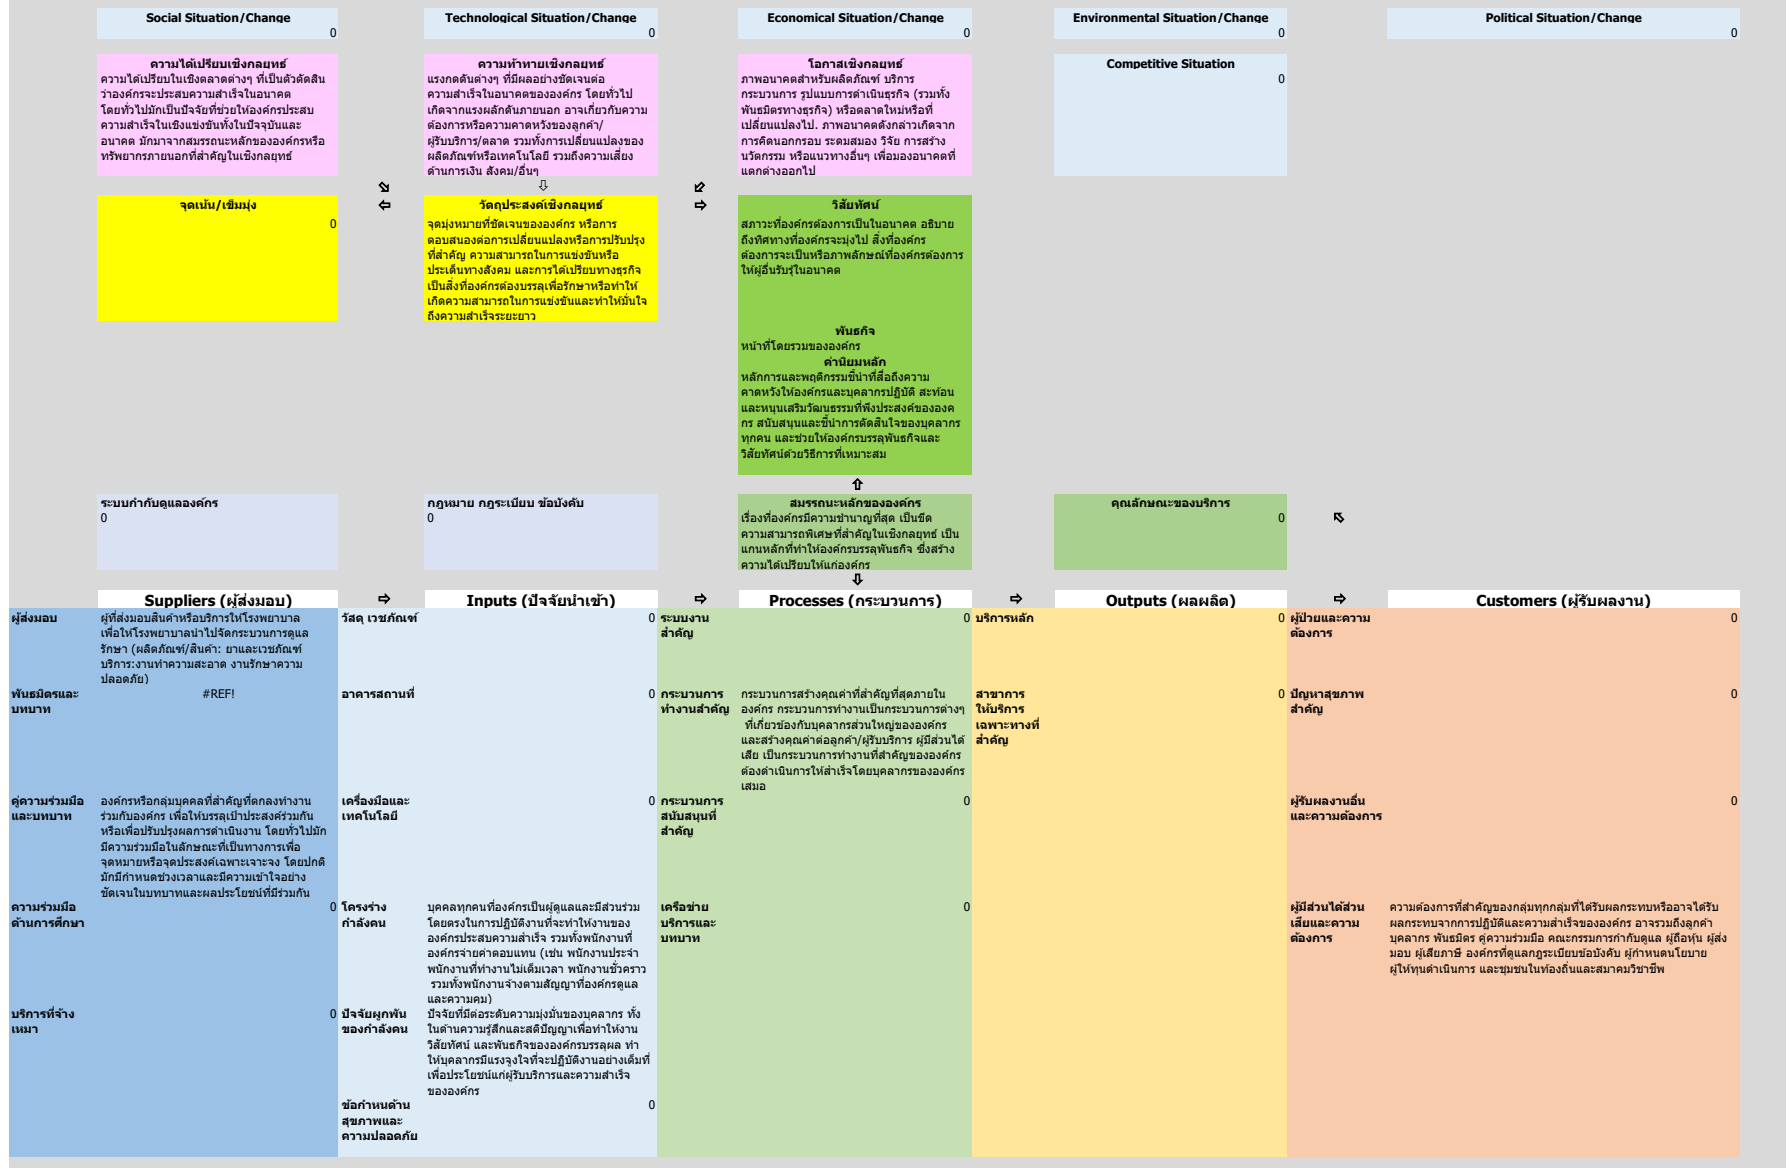 Social Situation/Change
0
Technological Situation/Change
0
Economical Situation/Change
0
Environmental Situation/Change
0
Political Situation/Change
0
ความได้เปรียบเชิงกลยุทธ์
ความได้เปรียบในเชิงตลาดต่างๆ ที่เป็นตัวตัดสิน
ว่าองค์กรจะประสบความสำเร็จในอนาคต
โดยทั่วไปมักเป็นปัจจัยที่ช่วยให้องค์กรประสบ
ความสำเร็จในเชิงแข่งขันทั้งในปัจจุบันและ
อนาคต มักมาจากสมรรถนะหลักขององค์กรหรือ
ทรัพยากรภายนอกที่สำคัญในเชิงกลยุทธ์
ความท้าทายเชิงกลยุทธ์
แรงกดดันต่างๆ ที่มีผลอย่างชัดเจนต่อ
ความสำเร็จในอนาคตขององค์กร โดยทั่วไป
เกิดจากแรงผลักดันภายนอก อาจเกี่ยวกับความ
ต้องการหรือความคาดหวังของลูกค้า/
ผู้รับบริการ/ตลาด รวมทั้งการเปลี่ยนแปลงของ
ผลิตภัณฑ์หรือเทคโนโลยี รวมถึงความเสี่ยง
ด้านการเงิน สังคม/อื่นๆ
โอกาสเชิงกลยุทธ์
ภาพอนาคตสำหรับผลิตภัณฑ์ บริการ
กระบวนการ รูปแบบการดำเนินธุรกิจ (รวมทั้ง
พันธมิตรทางธุรกิจ) หรือตลาดใหม่หรือที่
เปลี่ยนแปลงไป. ภาพอนาคตดังกล่าวเกิดจาก
การคิดนอกกรอบ ระดมสมอง วิจัย การสร้าง
นวัตกรรม หรือแนวทางอื่นๆ เพื่อมองอนาคตที่
แตกต่างออกไป
Competitive Situation
0
⇘
⇩
⇙
จุดเน้น/เข็มมุ่ง
0
⇦
วัตถุประสงค์เชิงกลยุทธ์
จุดมุ่งหมายที่ชัดเจนขององค์กร หรือการ
ตอบสนองต่อการเปลี่ยนแปลงหรือการปรับปรุง
ที่สำคัญ ความสามารถในการแข่งขันหรือ
ประเด็นทางสังคม และการได้เปรียบทางธุรกิจ
เป็นสิ่งที่องค์กรต้องบรรลุเพื่อรักษาหรือทำให้
เกิดความสามารถในการแข่งขันและทำให้มั่นใจ
ถึงความสำเร็จระยะยาว
⇨
วิสัยทัศน์
สภาวะที่องค์กรต้องการเป็นในอนาคต อธิบาย
ถึงทิศทางที่องค์กรจะมุ่งไป สิ่งที่องค์กร
ต้องการจะเป็นหรือภาพลักษณ์ที่องค์กรต้องการ
ให้ผู้อื่นรับรู้ในอนาคต
พันธกิจ
หน้าที่โดยรวมขององค์กร
ค่านิยมหลัก
หลักการและพฤติกรรมชี้นำที่สื่อถึงความ
คาดหวังให้องค์กรและบุคลากรปฏิบัติ สะท้อน
และหนุนเสริมวัฒนธรรมที่พึงประสงค์ขององค
กร สนับสนุนและชี้นำการตัดสินใจของบุคลากร
ทุกคน และช่วยให้องค์กรบรรลุพันธกิจและ
วิสัยทัศน์ด้วยวิธีการที่เหมาะสม
⇧
ระบบกำกับดูแลองค์กร
0
กฎหมาย กฎระเบียบ ข้อบังคับ
0
สมรรถนะหลักขององค์กร
เรื่องที่องค์กรมีความชำนาญที่สุด เป็นขีด
ความสามารถพิเศษที่สำคัญในเชิงกลยุทธ์ เป็น
แกนหลักที่ทำให้องค์กรบรรลุพันธกิจ ซึ่งสร้าง
ความได้เปรียบให้แก่องค์กร
คุณลักษณะของบริการ
0
⇖
⇩
Suppliers (ผู้ส่งมอบ)
⇨
Inputs (ปัจจัยนำเข้า)
⇨
Processes (กระบวนการ)
⇨
Outputs (ผลผลิต)
⇨
Customers (ผู้รับผลงาน)
ผู้ส่งมอบ
ผู้ที่ส่งมอบสินค้าหรือบริการให้โรงพยาบาล
เพื่อให้โรงพยาบาลนำไปจัดกระบวนการดูแล
รักษา (ผลิตภัณฑ์/สินค้า: ยาและเวชภัณฑ์
บริการ:งานทำความสะอาด งานรักษาความ
ปลอดภัย)
วัสดุ เวชภัณฑ์
0
ระบบงาน
สำคัญ
0
บริการหลัก
0
ผู้ป่วยและความ
ต้องการ
0
พันธมิตรและ
บทบาท
#REF!
อาคารสถานที่
0
กระบวนการ
ทำงานสำคัญ
กระบวนการสร้างคุณค่าที่สำคัญที่สุดภายใน
องค์กร กระบวนการทำงานเป็นกระบวนการต่างๆ
ที่เกี่ยวข้องกับบุคลากรส่วนใหญ่ขององค์กร
และสร้างคุณค่าต่อลูกค้า/ผู้รับบริการ ผู้มีส่วนได้
เสีย เป็นกระบวนการทำงานที่สำคัญขององค์กร
ต้องดำเนินการให้สำเร็จโดยบุคลากรขององค์กร
เสมอ
สาขาการ
ให้บริการ
เฉพาะทางที่
สำคัญ
0
ปัญหาสุขภาพ
สำคัญ
0
คู่ความร่วมมือ
และบทบาท
องค์กรหรือกลุ่มบุคคลที่สำคัญที่ตกลงทำงาน
ร่วมกับองค์กร เพื่อให้บรรลุเป้าประสงค์ร่วมกัน
หรือเพื่อปรับปรุงผลการดำเนินงาน โดยทั่วไปมัก
มีความร่วมมือในลักษณะที่เป็นทางการเพื่อ
จุดหมายหรือจุดประสงค์เฉพาะเจาะจง โดยปกติ
มักมีกำหนดช่วงเวลาและมีความเข้าใจอย่าง
ชัดเจนในบทบาทและผลประโยชน์ที่มีร่วมกัน
เครื่องมือและ
เทคโนโลยี
0
กระบวนการ
สนับสนุนที่
สำคัญ
0
ผู้รับผลงานอื่น
และความต้องการ
0
ความร่วมมือ
ด้านการศึกษา
0
โครงร่าง
กำลังคน
บุคคลทุกคนที่องค์กรเป็นผู้ดูแลและมีส่วนร่วม
โดยตรงในการปฏิบัติงานที่จะทำให้งานของ
องค์กรประสบความสำเร็จ รวมทั้งพนักงานที่
องค์กรจ่ายค่าตอบแทน (เช่น พนักงานประจำ
พนักงานที่ทำงานไม่เต็มเวลา พนักงานชั่วคราว
รวมทั้งพนักงานจ้างตามสัญญาที่องค์กรดูแล
และความคุม)
เครือข่าย
บริการและ
บทบาท
0
ผู้มีส่วนได้ส่วน
เสียและความ
ต้องการ
ความต้องการที่สำคัญของกลุ่มทุกกลุ่มที่ได้รับผลกระทบหรืออาจได้รับ
ผลกระทบจากการปฏิบัติและความสำเร็จขององค์กร อาจรวมถึงลูกค้า
บุคลากร พันธมิตร คู่ความร่วมมือ คณะกรรมการกำกับดูแล ผู้ถือหุ้น ผู้ส่ง
มอบ ผู้เสียภาษี องค์กรที่ดูแลกฎระเบียบข้อบังคับ ผู้กำหนดนโยบาย
ผู้ให้ทุนดำเนินการ และชุมชนในท้องถิ่นและสมาคมวิชาชีพ
บริการที่จ้าง
เหมา
0
ปัจจัยผูกพัน
ของกำลังคน
ปัจจัยที่มีต่อระดับความมุ่งมั่นของบุคลากร ทั้ง
ในด้านความรู้สึกและสติปัญญาเพื่อทำให้งาน
วิสัยทัศน์ และพันธกิจขององค์กรบรรลุผล ทำ
ให้บุคลากรมีแรงจูงใจที่จะปฏิบัติงานอย่างเต็มที่
เพื่อประโยชน์แก่ผู้รับบริการและความสำเร็จ
ขององค์กร
ข้อกำหนด้าน
สุขภาพและ
ความปลอดภัย
0